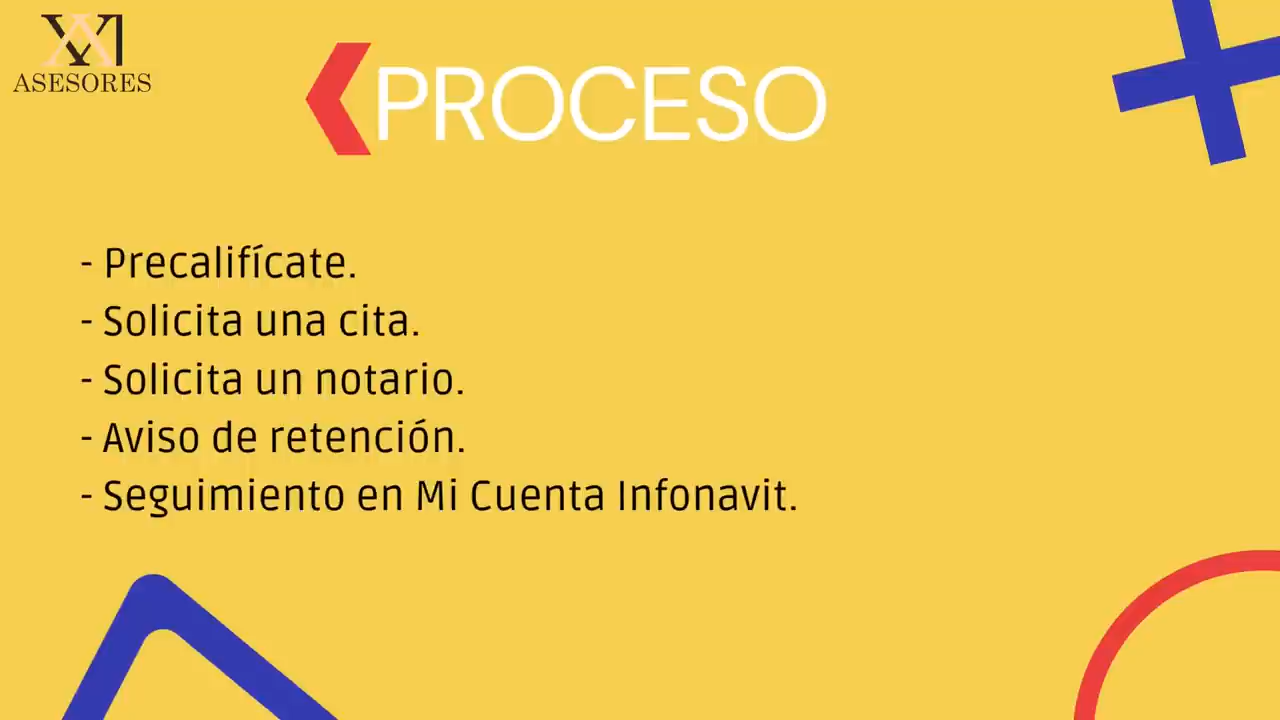 ASESORES
PROCESO
- Precalifícate.
- Solicita una cita.
- Solicita un notario.
- Aviso de retención.
- Seguimiento en Mi Cuenta Infonavit.